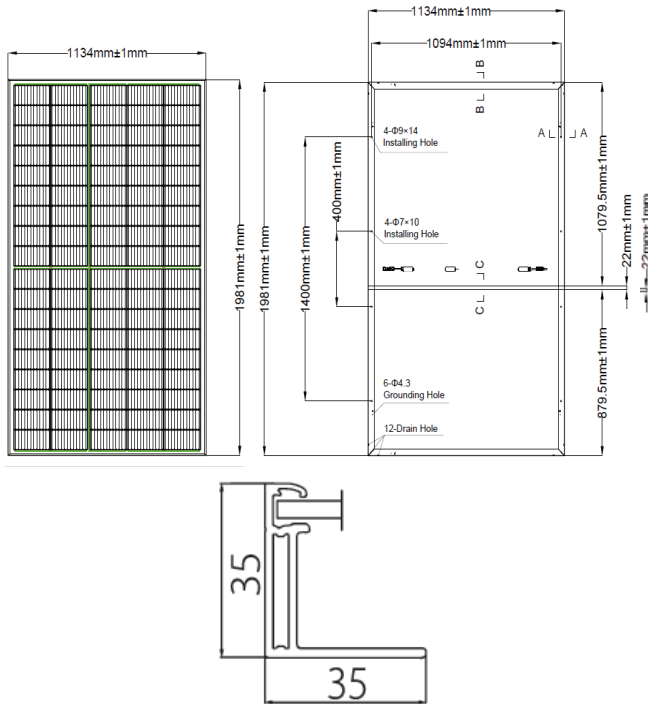 1134mm±1mm
1981mm±1mm
1134mm±1mm
1094mm±1mm
B
B
A
A
4-Φ9×14
Installing Hole
4-Φ7×10
Installing Hole
400mm±1mm
1400mm±1mm
1981mm±1mm
C
C
1079.5mm±1mm
22mm±1mm
22mm±1mm
879.5mm±1mm
6-Φ4.3
Grounding Hole
12-Drain Hole
35
35